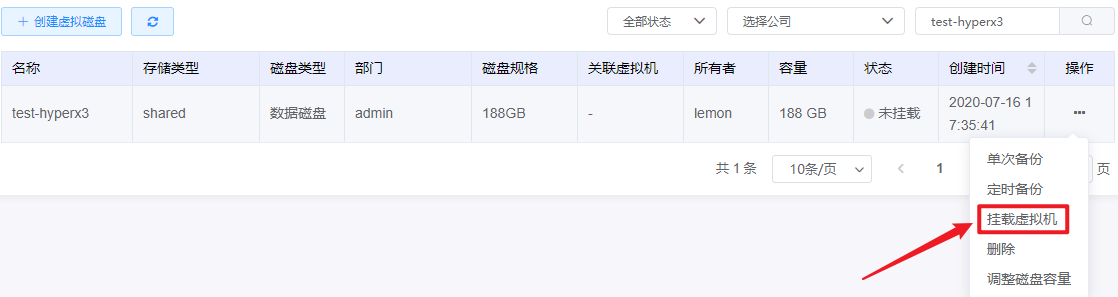 + 创建虚拟磁盘
全部状态
选择公司
test-hyperx3
名称 存储类型 磁盘类型 部门 磁盘规格 关联虚拟机 所有者 容量 状态 创建时间 操作
test-hyperx3 shared 数据磁盘 admin 188GB - lemon 188 GB 未挂载 2020-07-16 1
7:35:41
共 1 条 10条/页 1 页
单次备份
定时备份
挂载虚拟机
删除
调整磁盘容量